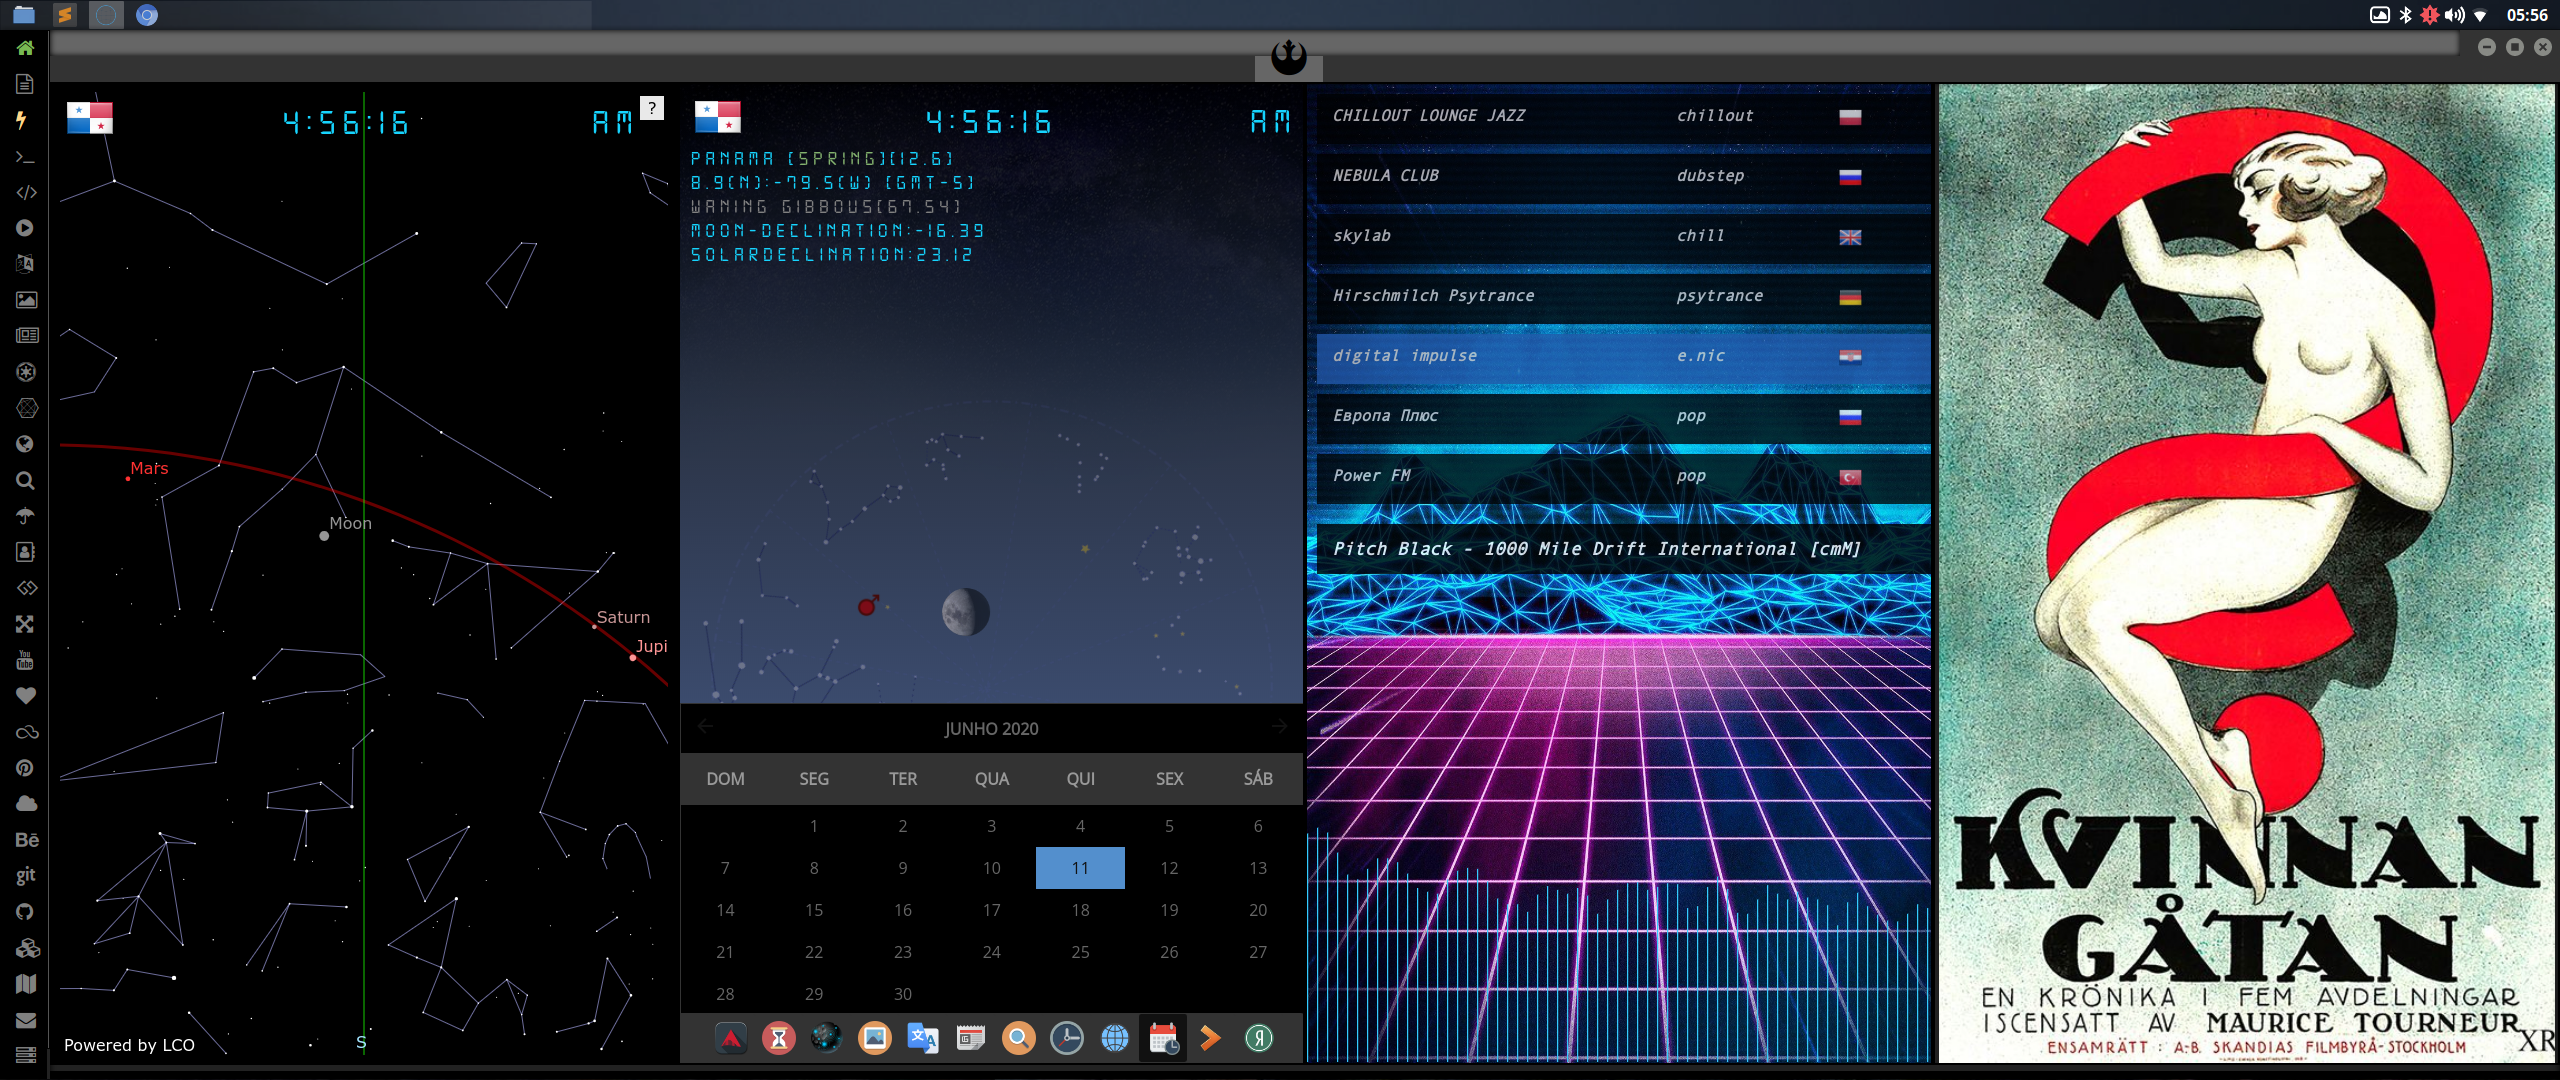 05:56
4:56:16 AM ?
Mars
Moon
Saturn
Jupi
S
Powered by LCO
4:56:16 AM
PANAMA [SPRING][12.6]
8.9(N):-79.5(W) [GMT-5]
WANING GIBBOUS[67.54]
MOON-DECLINATION:-16.39
SOLARDECLINATION:23.12
JUNHO 2020
DOM SEG TER QUA QUI SEX SÁB
1 2 3 4 5 6
7 8 9 10 11 12 13
14 15 16 17 18 19 20
21 22 23 24 25 26 27
28 29 30
CHILLOUT LOUNGE JAZZ chillout
NEBULA CLUB dubstep
skylab chill
Hirschmilch Psytrance psytrance
digital impulse e.nic
Европа Плюс pop
Power FM pop
Pitch Black - 1000 Mile Drift International [cmM]
KVINNAN
GÅTAN
EN KRÖNIKA I FEM AVDELNINGAR
ISCENSATT AV MAURICE TOURNEUR
XR
ENSAMRÄTT : A.-B. SKANDIAS FILMBYRÅ-STOCKHOLM
You
Tube
Bē
git